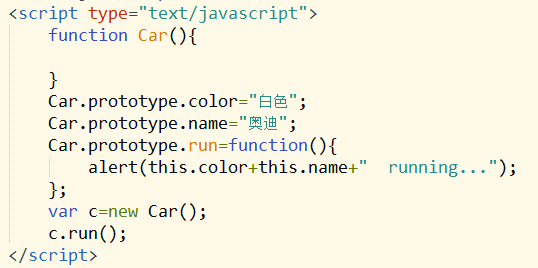 <script type="text/javascript">
function Car(){
}
Car.prototype.color="白色";
Car.prototype.name="奥迪";
Car.prototype.run=function(){
alert(this.color+this.name+"  running...");
};
var c=new Car();
c.run();
</script>